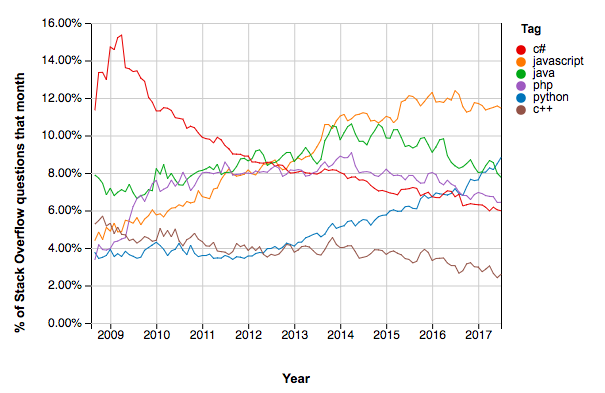 16.00%
14.00%
12.00%
10.00%
8.00%
6.00%
4.00%
2.00%
0.00%
% of Stack Overflow questions that month
2009 2010 2011 2012 2013 2014 2015 2016 2017
Year
Tag
c#
javascript
java
php
python
c++